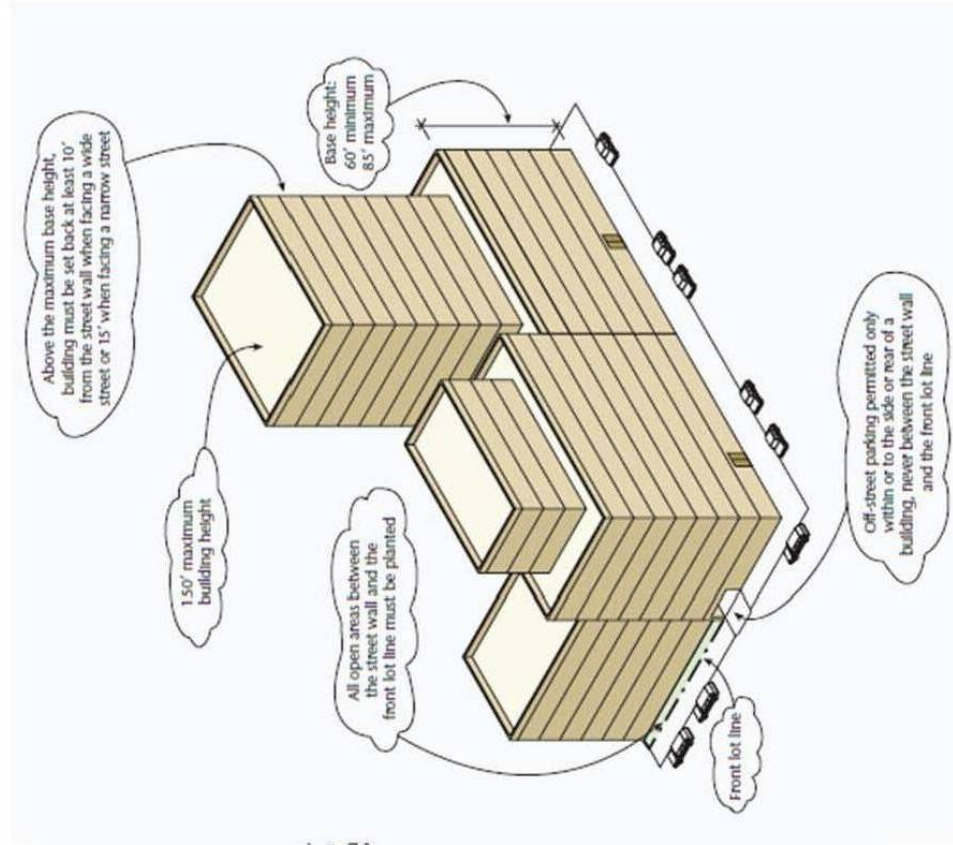 Above the maximum base height,
building must be set back at least 10'
from the street wall when facing a wide
street or 15' when facing a narrow street
Base height:
60' minimum
85' maximum
150' maximum
building height
All open areas between
the street wall and the
front lot line must be planted
Front lot line
Off-street parking permitted only
within or to the side or rear of a
building, never between the street wall
and the front lot line